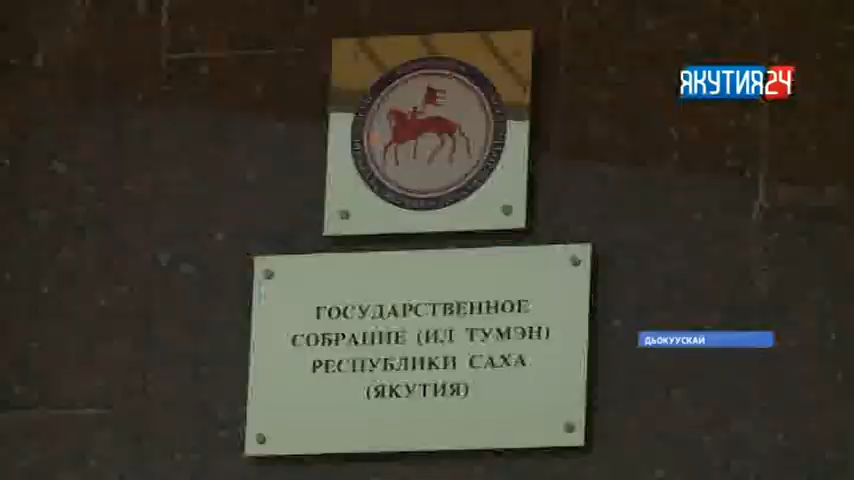 ЯКУТИЯ24
ГОСУДАРСТВЕННОЕ
СОБРАНИЕ (ИЛ ТУМЭН)
РЕСПУБЛИКИ САХА
(ЯКУТИЯ)
ДЬОКУУСКАЙ